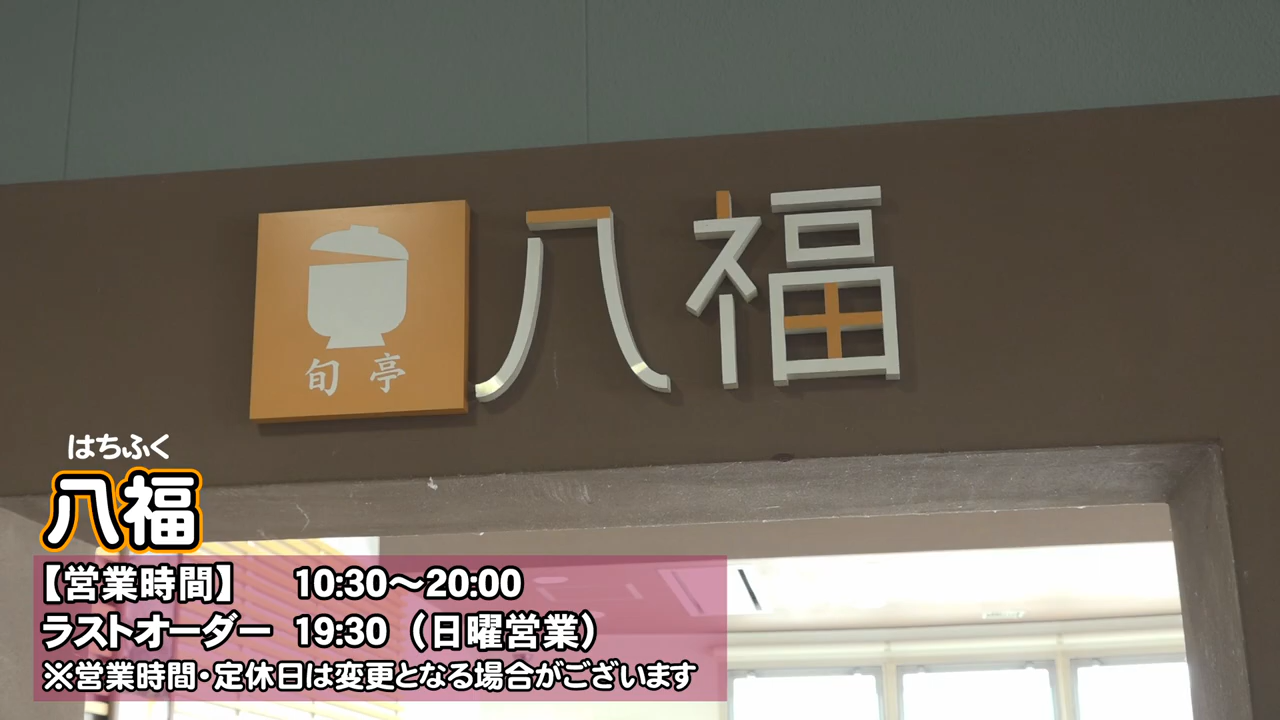 旬亭
八福
はちふく
八福
【営業時間】 10:30～20:00
ラストオーダー 19:30（日曜営業）
※営業時間・定休日は変更となる場合がございます